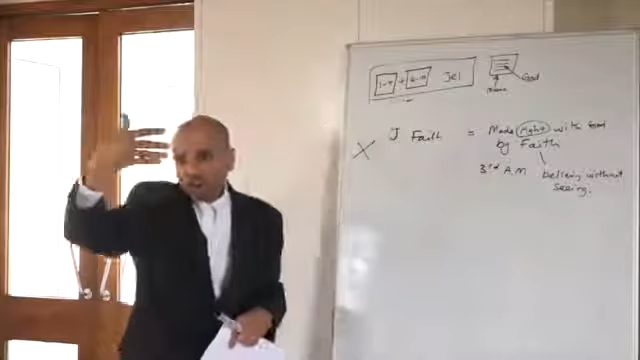 God
J Faith = Made Right with God
by Faith
3rd A.M believing without
seeing.